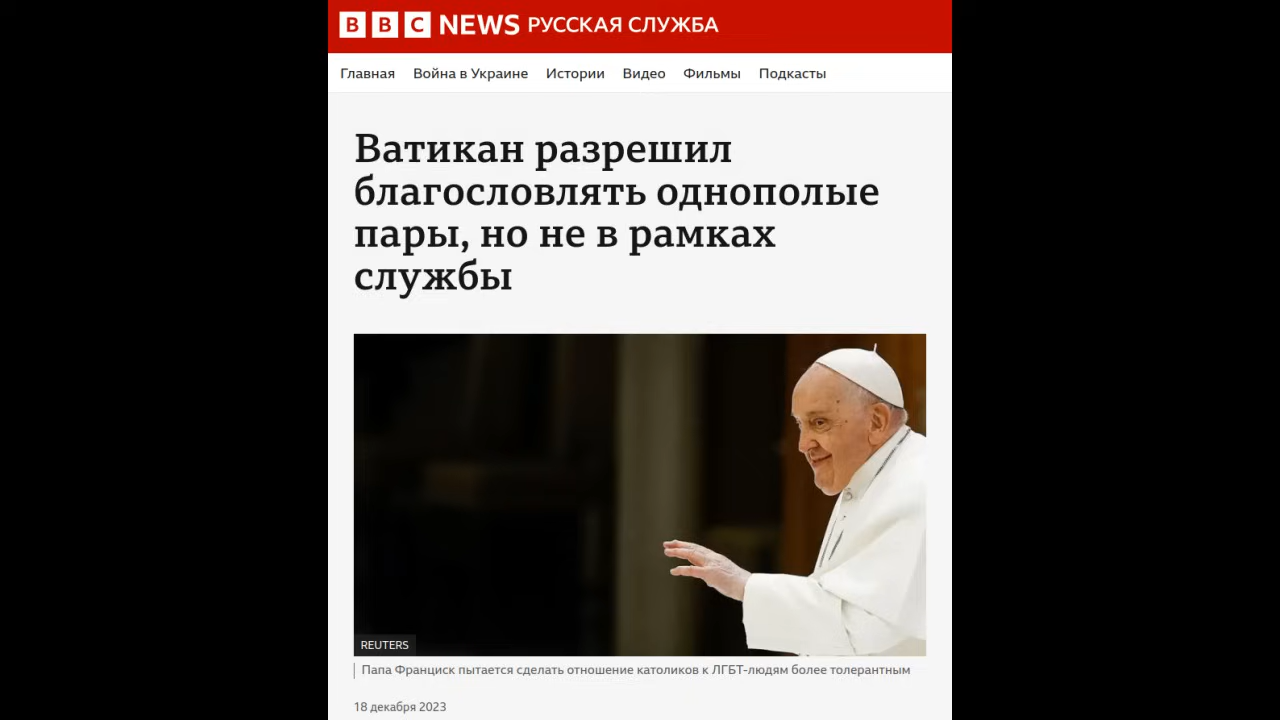 BBC NEWS РУССКАЯ СЛУЖБА
Главная Война в Украине Истории Видео Фильмы Подкасты
Ватикан разрешил
благословлять однополые
пары, но не в рамках
службы
REUTERS
Папа Франциск пытается сделать отношение католиков к ЛГБТ-людям более толерантным
18 декабря 2023